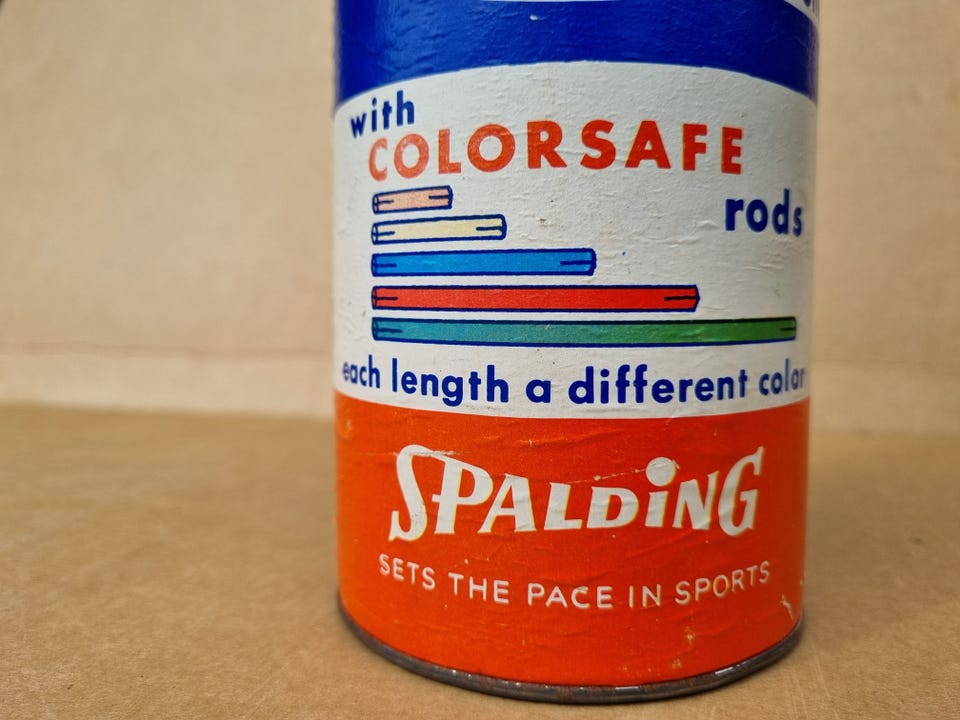 with
COLORSAFE
rods
each length a different color
SPALDiNG
SETS THE PACE IN SPORTS